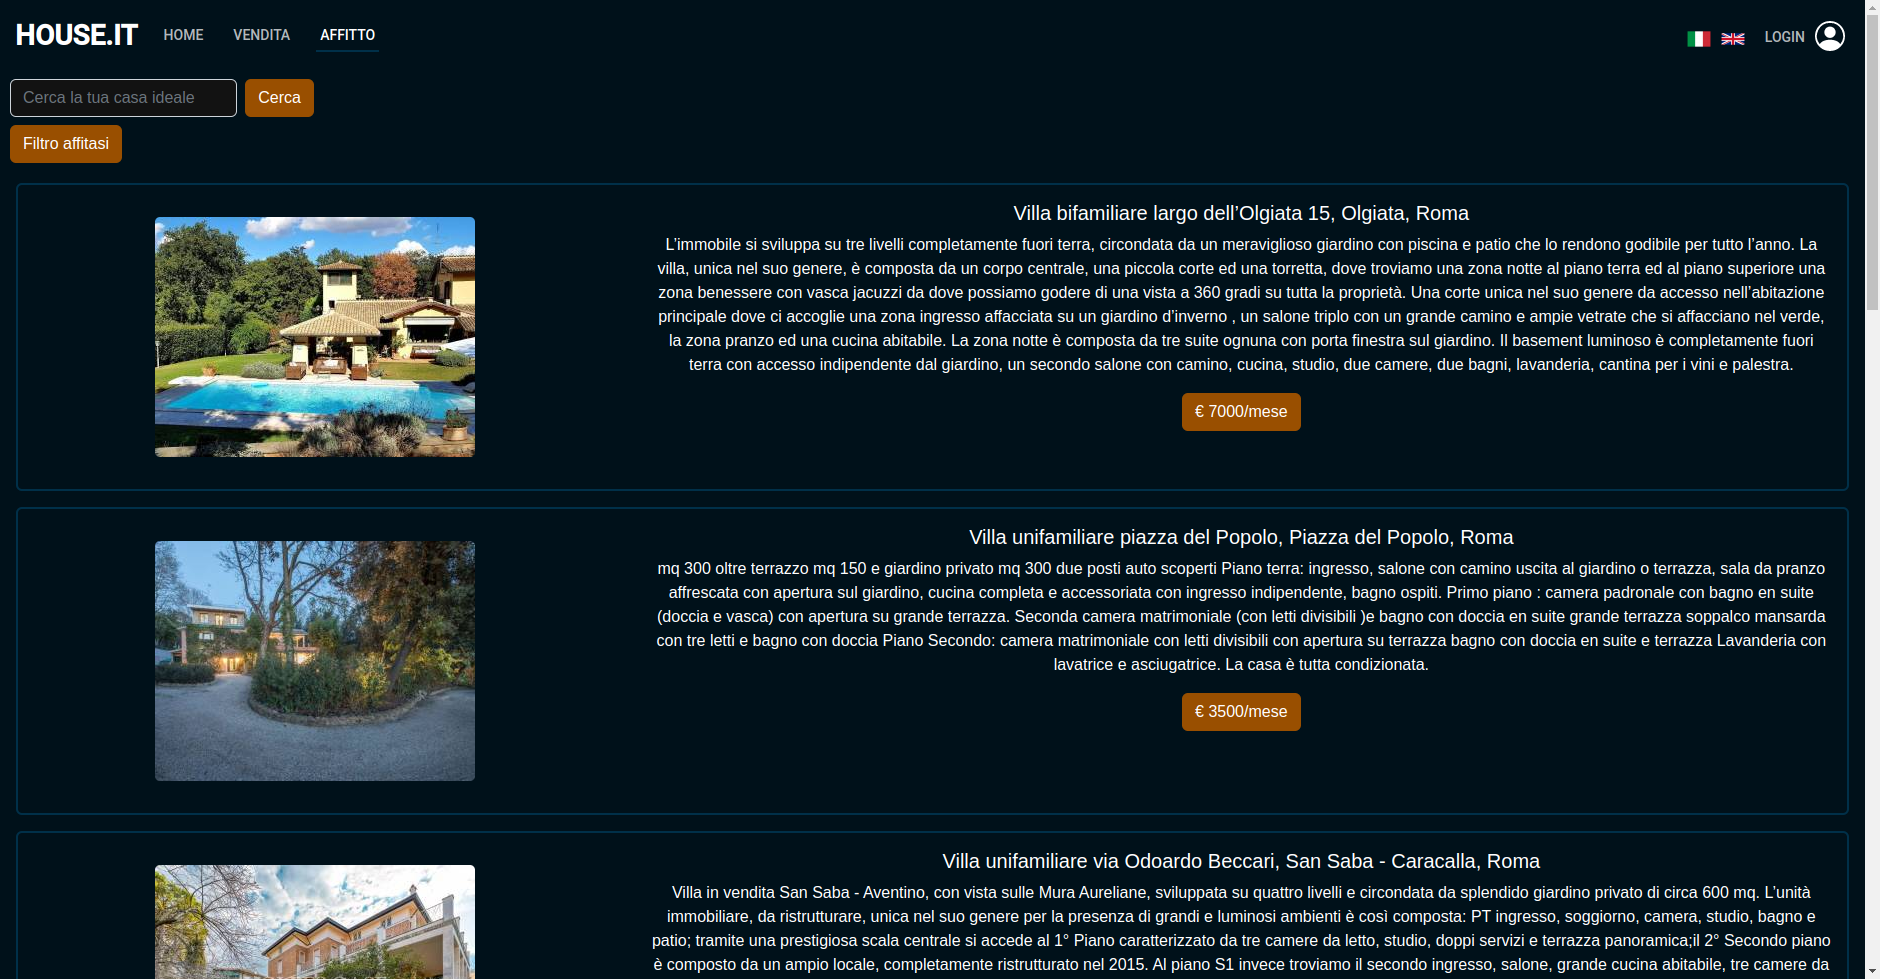 HOUSE.IT HOME VENDITA AFFITTO LOGIN
Cerca la tua casa ideale Cerca
Filtro affitasi
Villa bifamiliare largo dell’Olgiata 15, Olgiata, Roma
L’immobile si sviluppa su tre livelli completamente fuori terra, circondata da un meraviglioso giardino con piscina e patio che lo rendono godibile per tutto l’anno. La
villa, unica nel suo genere, è composta da un corpo centrale, una piccola corte ed una torretta, dove troviamo una zona notte al piano terra ed al piano superiore una
zona benessere con vasca jacuzzi da dove possiamo godere di una vista a 360 gradi su tutta la proprietà. Una corte unica nel suo genere da accesso nell’abitazione
principale dove ci accoglie una zona ingresso affacciata su un giardino d’inverno , un salone triplo con un grande camino e ampie vetrate che si affacciano nel verde,
la zona pranzo ed una cucina abitabile. La zona notte è composta da tre suite ognuna con porta finestra sul giardino. Il basement luminoso è completamente fuori
terra con accesso indipendente dal giardino, un secondo salone con camino, cucina, studio, due camere, due bagni, lavanderia, cantina per i vini e palestra.
€ 7000/mese
Villa unifamiliare piazza del Popolo, Piazza del Popolo, Roma
mq 300 oltre terrazzo mq 150 e giardino privato mq 300 due posti auto scoperti Piano terra: ingresso, salone con camino uscita al giardino o terrazza, sala da pranzo
affrescata con apertura sul giardino, cucina completa e accessoriata con ingresso indipendente, bagno ospiti. Primo piano : camera padronale con bagno en suite
(doccia e vasca) con apertura su grande terrazza. Seconda camera matrimoniale (con letti divisibili )e bagno con doccia en suite grande terrazza soppalco mansarda
con tre letti e bagno con doccia Piano Secondo: camera matrimoniale con letti divisibili con apertura su terrazza bagno con doccia en suite e terrazza Lavanderia con
lavatrice e asciugatrice. La casa è tutta condizionata.
€ 3500/mese
Villa unifamiliare via Odoardo Beccari, San Saba - Caracalla, Roma
Villa in vendita San Saba - Aventino, con vista sulle Mura Aureliane, sviluppata su quattro livelli e circondata da splendido giardino privato di circa 600 mq. L’unità
immobiliare, da ristrutturare, unica nel suo genere per la presenza di grandi e luminosi ambienti è così composta: PT ingresso, soggiorno, camera, studio, bagno e
patio; tramite una prestigiosa scala centrale si accede al 1° Piano caratterizzato da tre camere da letto, studio, doppi servizi e terrazza panoramica;il 2° Secondo piano
è composto da un ampio locale, completamente ristrutturato nel 2015. Al piano S1 invece troviamo il secondo ingresso, salone, grande cucina abitabile, tre camere da